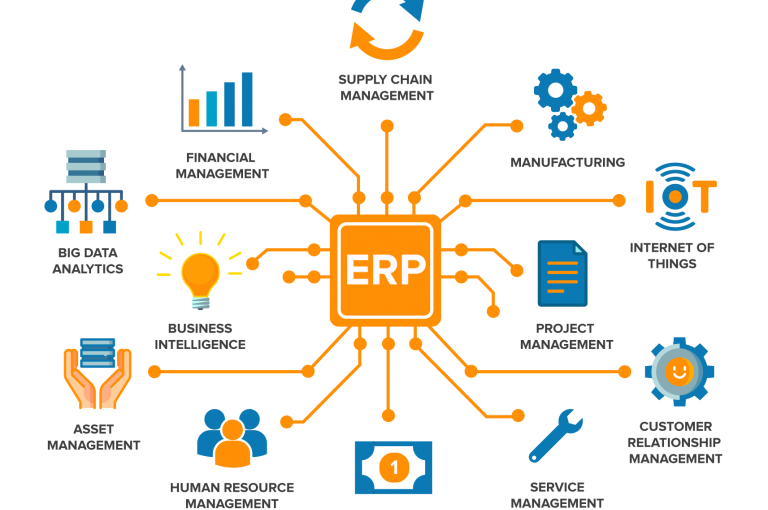 SUPPLY CHAIN
MANAGEMENT
FINANCIAL
MANAGEMENT
MANUFACTURING
BIG DATA
ANALYTICS
IOT
INTERNET OF
THINGS
ERP
BUSINESS
INTELLIGENCE
PROJECT
MANAGEMENT
ASSET
MANAGEMENT
CUSTOMER
RELATIONSHIP
MANAGEMENT
HUMAN RESOURCE
MANAGEMENT
1
SERVICE
MANAGEMENT